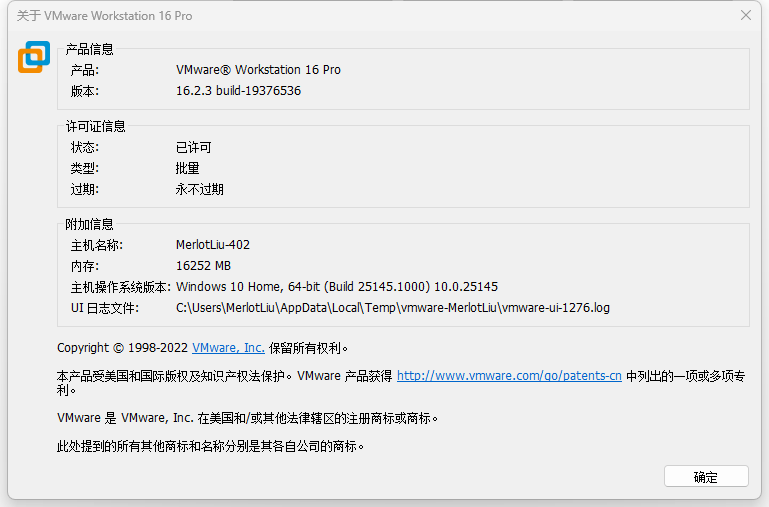 关于 VMware Workstation 16 Pro
产品信息
产品: VMware® Workstation 16 Pro
版本: 16.2.3 build-19376536
许可证信息
状态: 已许可
类型: 批量
过期: 永不过期
附加信息
主机名称: MerlotLiu-402
内存: 16252 MB
主机操作系统版本: Windows 10 Home, 64-bit (Build 25145.1000) 10.0.25145
UI 日志文件: C:\Users\MerlotLiu\AppData\Local\Temp\vmware-MerlotLiu\vmware-ui-1276.log
Copyright © 1998-2022 VMware, Inc. 保留所有权利。
本产品受美国和国际版权及知识产权法保护。VMware 产品获得 http://www.vmware.com/go/patents-cn 中列出的一项或多项专
利。
VMware 是 VMware, Inc. 在美国和/或其他法律辖区的注册商标或商标。
此处提到的所有其他商标和名称分别是其各自公司的商标。
确定